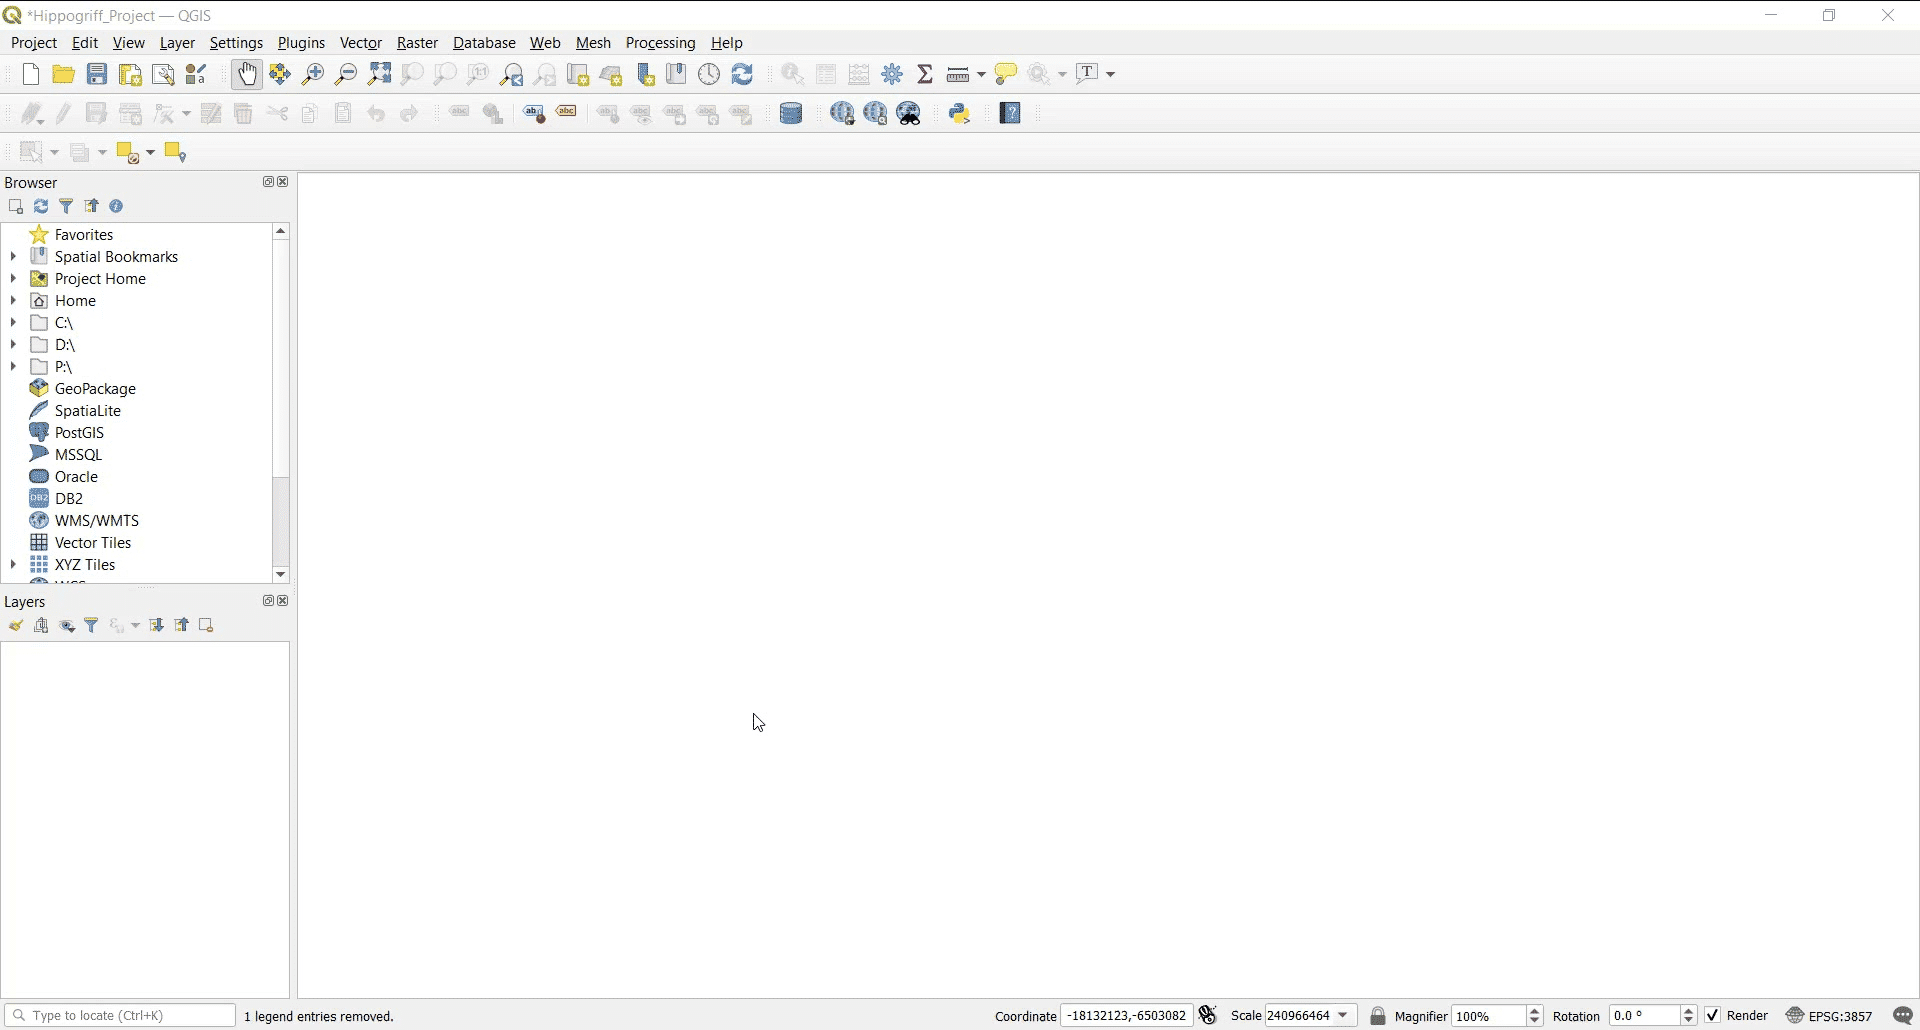 *Hippogriff_Project — QGIS
Project Edit View Layer Settings Plugins Vector Raster Database Web Mesh Processing Help
Browser
Favorites
Spatial Bookmarks
Project Home
Home
C:\
D:\
P:\
GeoPackage
SpatiaLite
PostGIS
MSSQL
Oracle
DB2
WMS/WMTS
Vector Tiles
XYZ Tiles
Layers
Type to locate (Ctrl+K) 1 legend entries removed. Coordinate -18132123,-6503082 Scale 240966464 Magnifier 100% Rotation 0.0 ° Render EPSG:3857